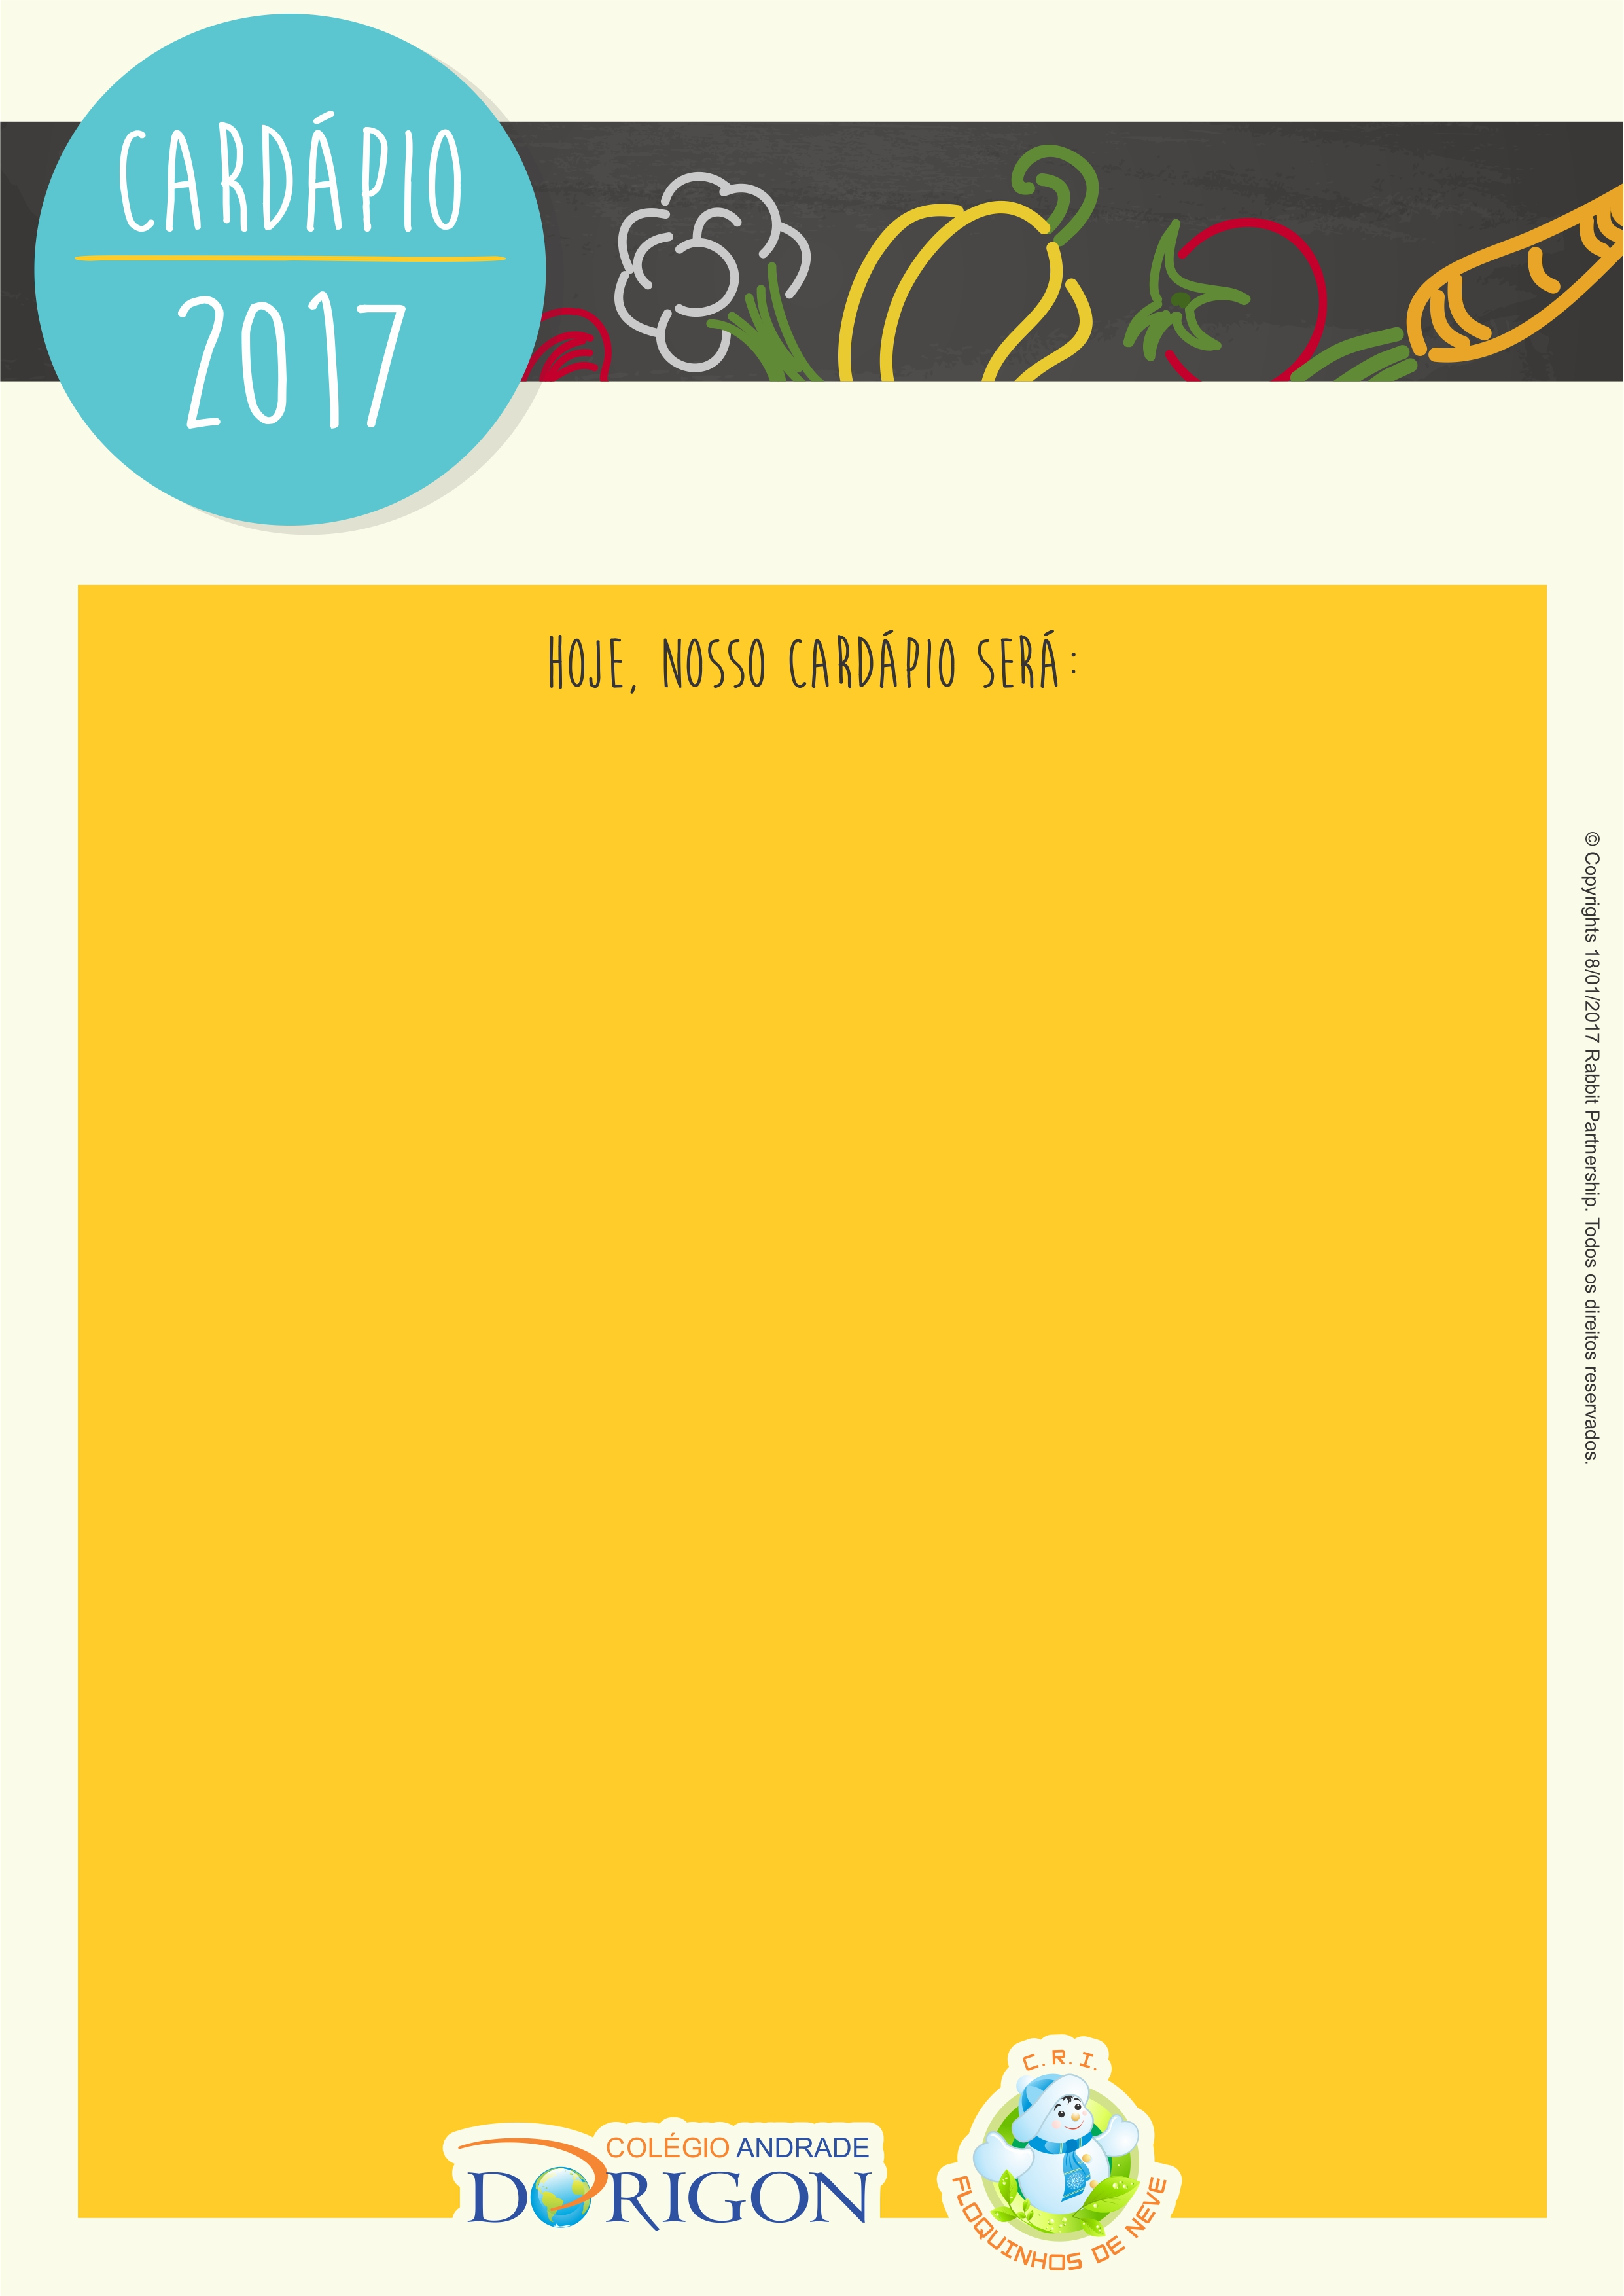 CARDÁPIO
2017
HOJE, NOSSO CARDÁPIO SERÁ:
© Copyrights 18/01/2017 Rabbit Partnership. Todos os direitos reservados.
COLÉGIO ANDRADE
DORIGON
C.R.I.
FLOQUINHOS DE NEVE